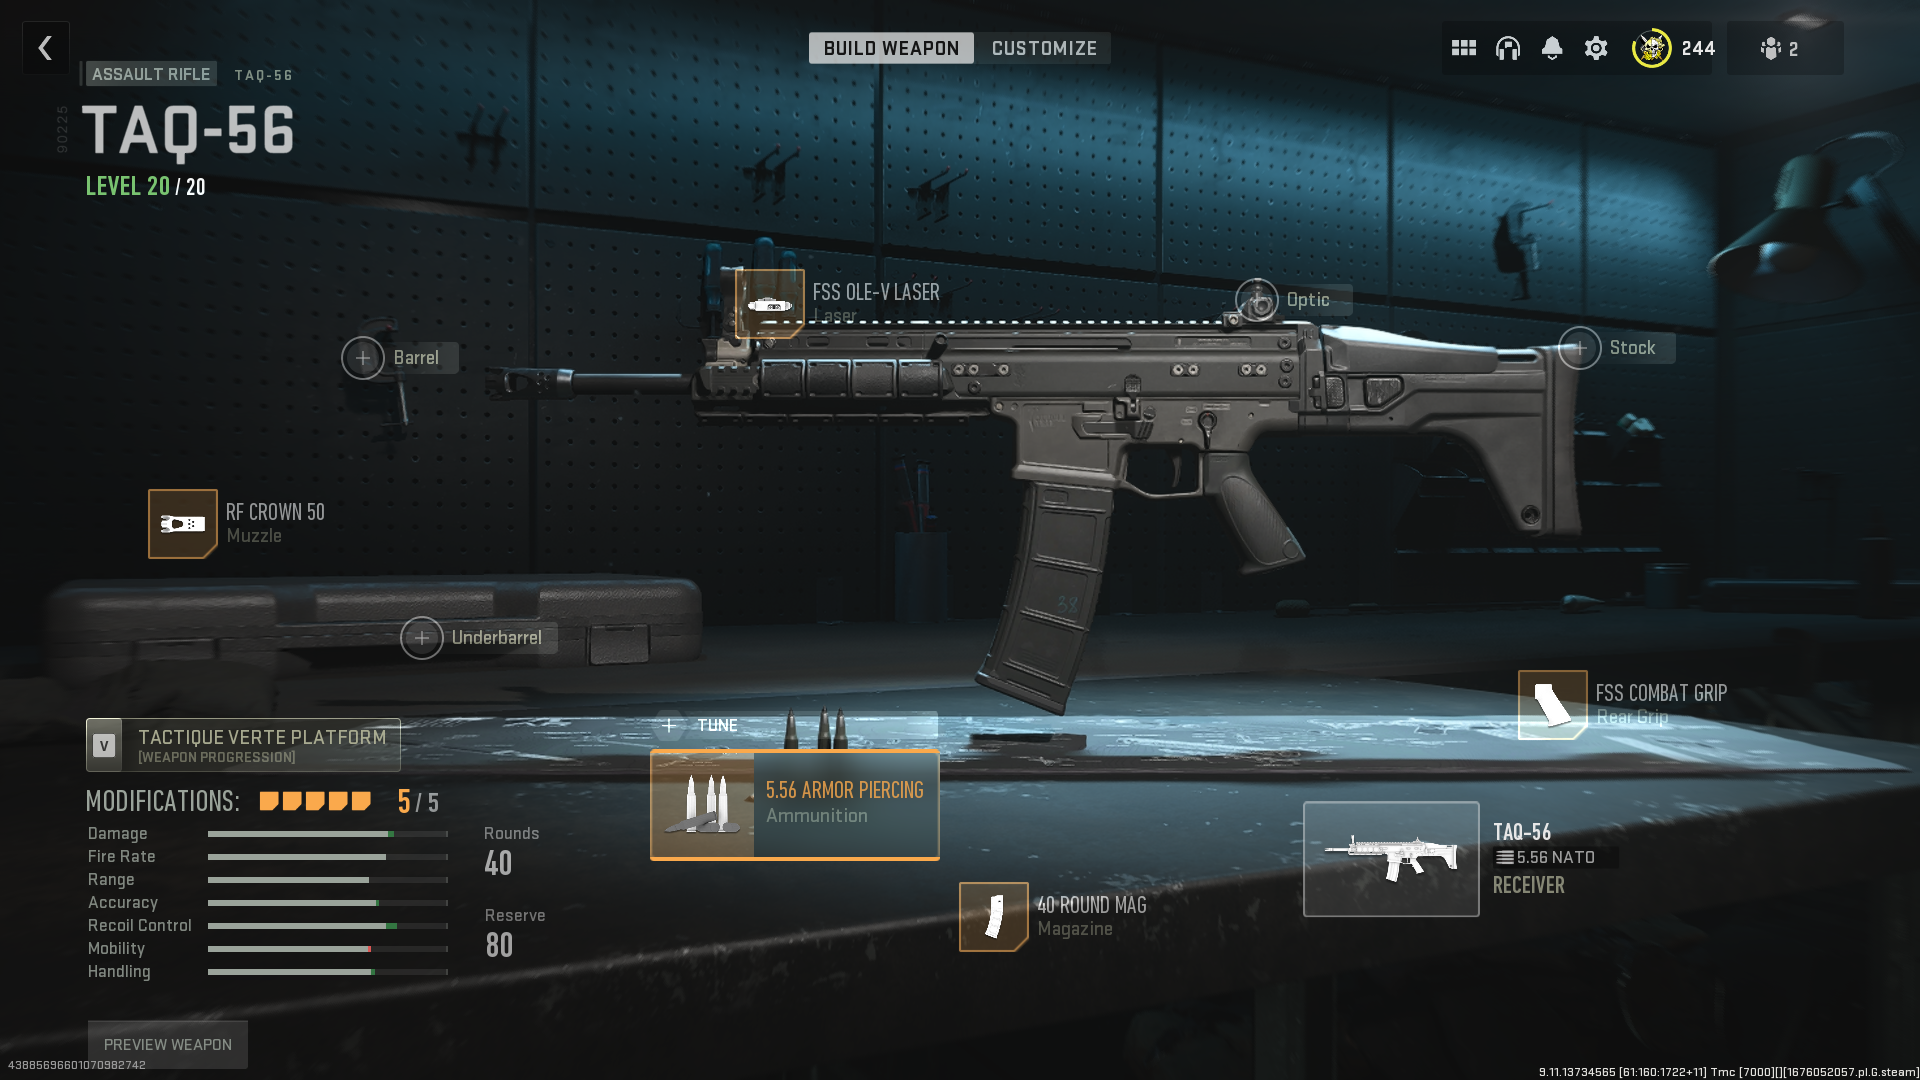 BUILD WEAPON
CUSTOMIZE
244
2
ASSAULT RIFLE
TAQ-56
90225
TAQ-56
LEVEL 20 / 20
FSS OLE-V LASER
Laser
Optic
Barrel
Stock
RF CROWN 50
Muzzle
38
Underbarrel
FSS COMBAT GRIP
Rear Grip
TUNE
V
TACTIQUE VERTE PLATFORM
[WEAPON PROGRESSION]
5.56 ARMOR PIERCING
Ammunition
MODIFICATIONS: 5 / 5
Damage
Fire Rate
Range
Accuracy
Recoil Control
Mobility
Handling
Rounds
40
Reserve
80
TAQ-56
5.56 NATO
RECEIVER
40 ROUND MAG
Magazine
PREVIEW WEAPON
43885696601070982742
9.11.13734565 [61:160:1722+11] Tmc [7000][][1676052057.pl.G.steam]